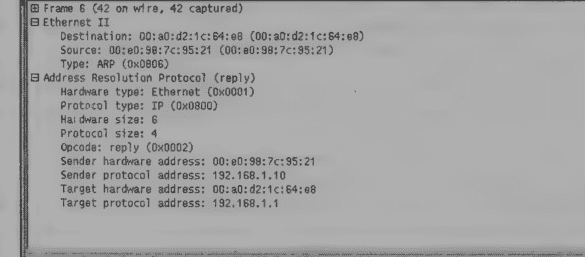 Frame 6 (42 on wire, 42 captured)
Ethernet II
Destination: 00:a0:d2:1c:64:e8 (00:a0:d2:1c:64:e8)
Source: 00:e0:98:7c:95:21 (00:e0:98:7c:95:21)
Type: ARP (0x0806)
Address Resolution Protocol (reply)
Hardware type: Ethernet (0x0001)
Protocol type: IP (0x0800)
Hardware size: 6
Protocol size: 4
Opcode: reply (0x0002)
Sender hardware address: 00:e0:98:7c:95:21
Sender protocol address: 192.168.1.10
Target hardware address: 00:a0:d2:1c:64:e8
Target protocol address: 192.168.1.1